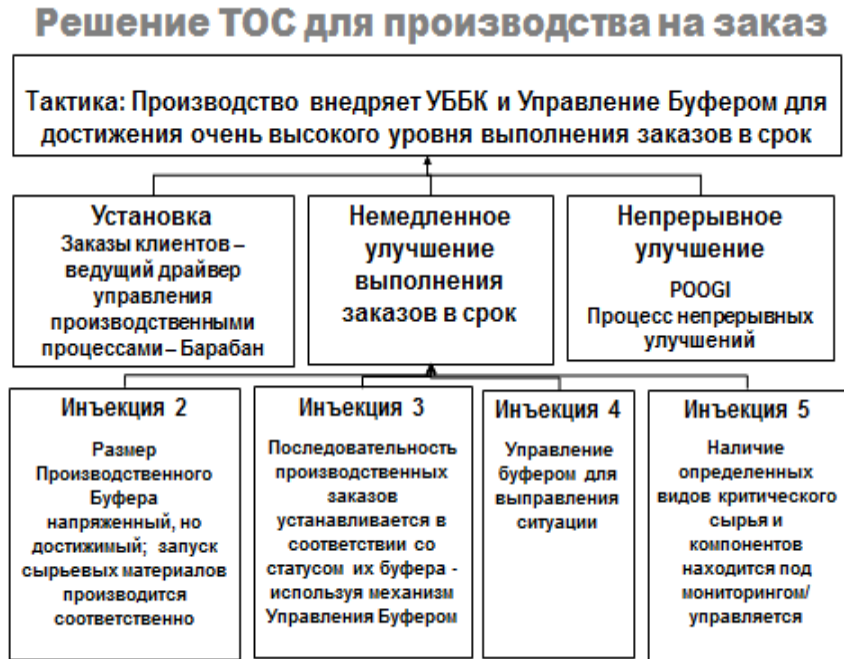 Решение ТОС для производства на заказ
Тактика: Производство внедряет УББК и Управление Буфером для
достижения очень высокого уровня выполнения заказов в срок
Установка
Заказы клиентов –
ведущий драйвер
управления
производственными
процессами – Барабан
Немедленное
улучшение
выполнения
заказов в срок
Непрерывное
улучшение
POOGI
Процесс непрерывных
улучшений
Инъекция 2
Размер
Производственного
Буфера
напряженный, но
достижимый; запуск
сырьевых материалов
производится
соответственно
Инъекция 3
Последовательность
производственных
заказов
устанавливается в
соответствии со
статусом их буфера -
используя механизм
Управления Буфером
Инъекция 4
Управление
буфером для
выправления
ситуации
Инъекция 5
Наличие
определенных
видов критического
сырья и
компонентов
находится под
мониторингом/
управляется